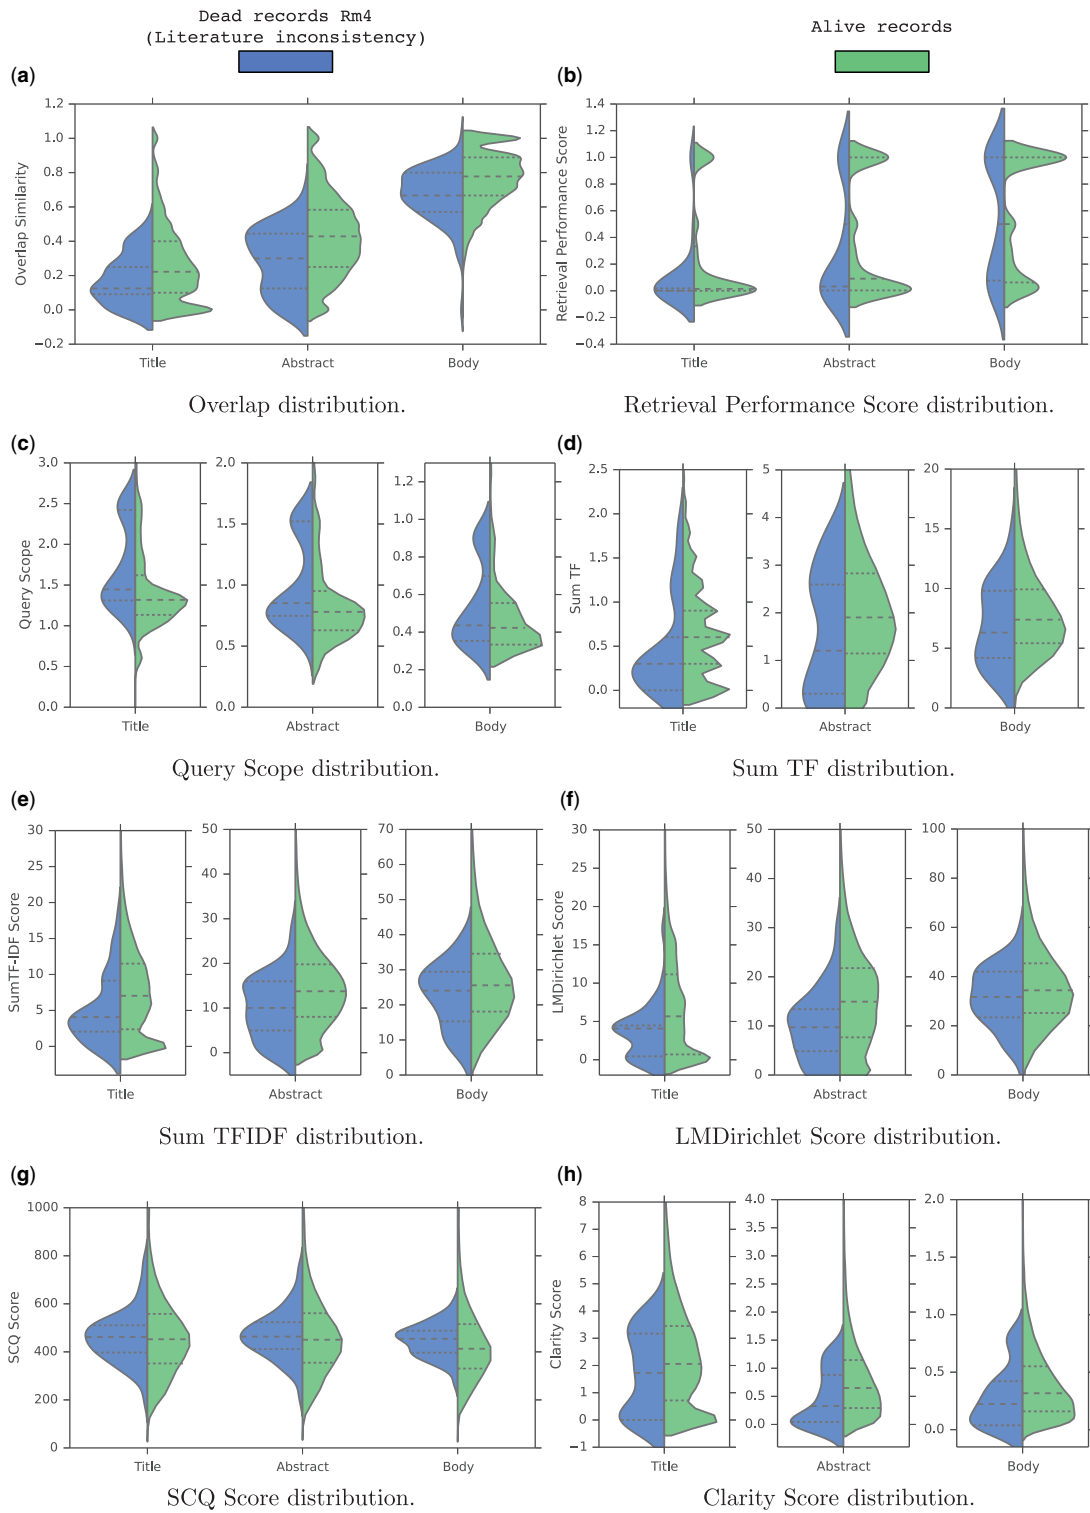 Dead records Rm4
(Literature inconsistency)
Alive records
(a)
1.2
1.0
0.8
0.6
0.4
0.2
0.0
−0.2
Overlap Similarity
Title
Abstract
Body
Overlap distribution.
(b)
1.4
1.2
1.0
0.8
0.6
0.4
0.2
0.0
−0.2
−0.4
Retrieval Performance Score
Title
Abstract
Body
Retrieval Performance Score distribution.
(c)
3.0
2.5
2.0
1.5
1.0
0.5
0.0
Query Scope
Title
2.0
1.5
1.0
0.5
0.0
Abstract
1.2
1.0
0.8
0.6
0.4
0.2
0.0
Body
Query Scope distribution.
(d)
2.5
2.0
1.5
1.0
0.5
0.0
Sum TF
Title
5
4
3
2
1
0
Abstract
20
15
10
5
0
Body
Sum TF distribution.
(e)
30
25
20
15
10
5
0
SumTF-IDF Score
Title
50
40
30
20
10
0
Abstract
70
60
50
40
30
20
10
0
Body
Sum TFIDF distribution.
(f)
30
25
20
15
10
5
0
LMDirichlet Score
Title
50
40
30
20
10
0
Abstract
100
80
60
40
20
0
Body
LMDirichlet Score distribution.
(g)
1000
800
600
400
200
0
SCQ Score
Title
Abstract
Body
SCQ Score distribution.
(h)
8
7
6
5
4
3
2
1
0
−1
Clarity Score
Title
4.0
3.5
3.0
2.5
2.0
1.5
1.0
0.5
0.0
Abstract
2.0
1.5
1.0
0.5
0.0
Body
Clarity Score distribution.